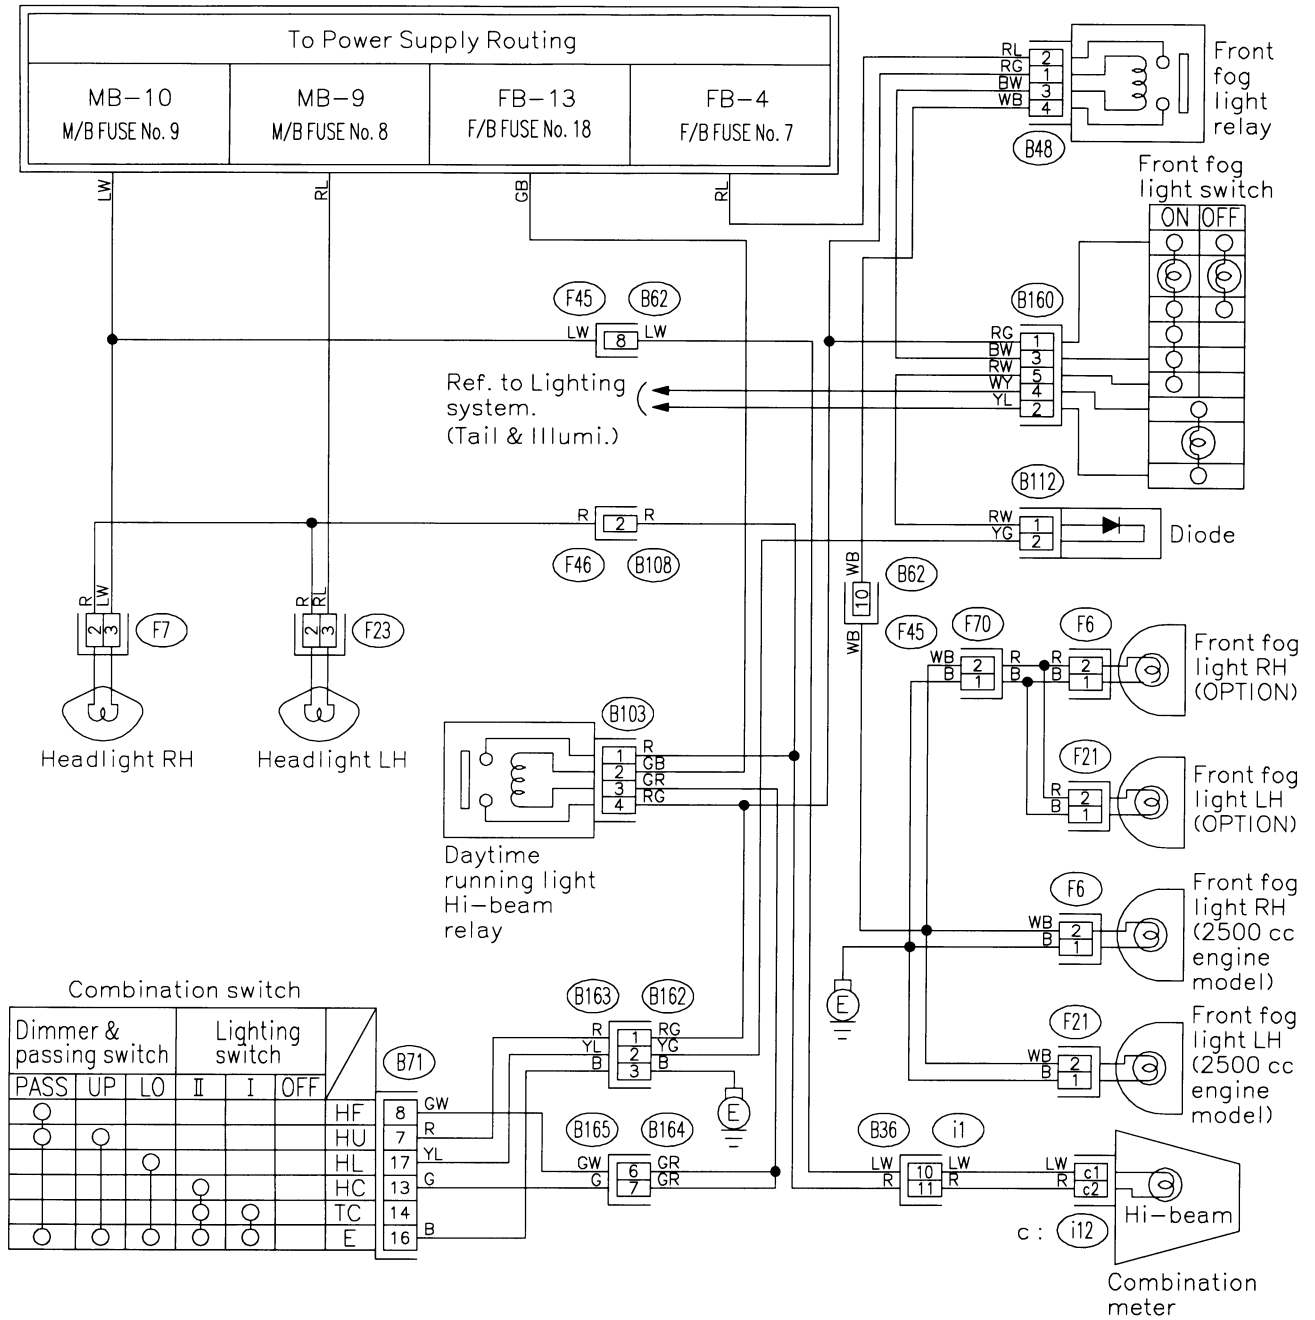 To Power Supply Routing
MB-10
M/B FUSE No. 9
MB-9
M/B FUSE No. 8
FB-13
F/B FUSE No. 18
FB-4
F/B FUSE No. 7
LW
RL
GB
RL
RL
RG
BW
WB
2
1
3
4
B48
Front
fog
light
relay
Front fog
light switch
ON OFF
F45
B62
LW
8
LW
B160
RG
BW
RW
WY
YL
1
3
5
4
2
Ref. to Lighting
system.
(Tail & Illumi.)
B112
RW
YG
1
2
Diode
R
2
R
F46
B108
WB
10
WB
B62
F45
R
LW
2
3
F7
R
RL
2
3
F23
Headlight RH
Headlight LH
F70
WB
B
2
1
R
B
F6
R
B
2
1
Front fog
light RH
(OPTION)
F21
R
B
2
1
Front fog
light LH
(OPTION)
B103
1
2
3
4
R
GB
GR
RG
Daytime
running light
Hi-beam
relay
F6
WB
B
2
1
Front fog
light RH
(2500 cc
engine
model)
E
F21
WB
B
2
1
Front fog
light LH
(2500 cc
engine
model)
Combination switch
Dimmer &
passing switch
Lighting
switch
PASS UP LO II I OFF
HF
HU
HL
HC
TC
E
B71
8
7
17
13
14
16
GW
R
YL
G
B
B163
B162
R
YL
B
1
2
3
RG
YG
B
E
B165
B164
GW
G
6
7
GR
GR
B36
i1
LW
R
10
11
LW
R
LW
R
c1
c2
Hi-beam
c : i12
Combination
meter